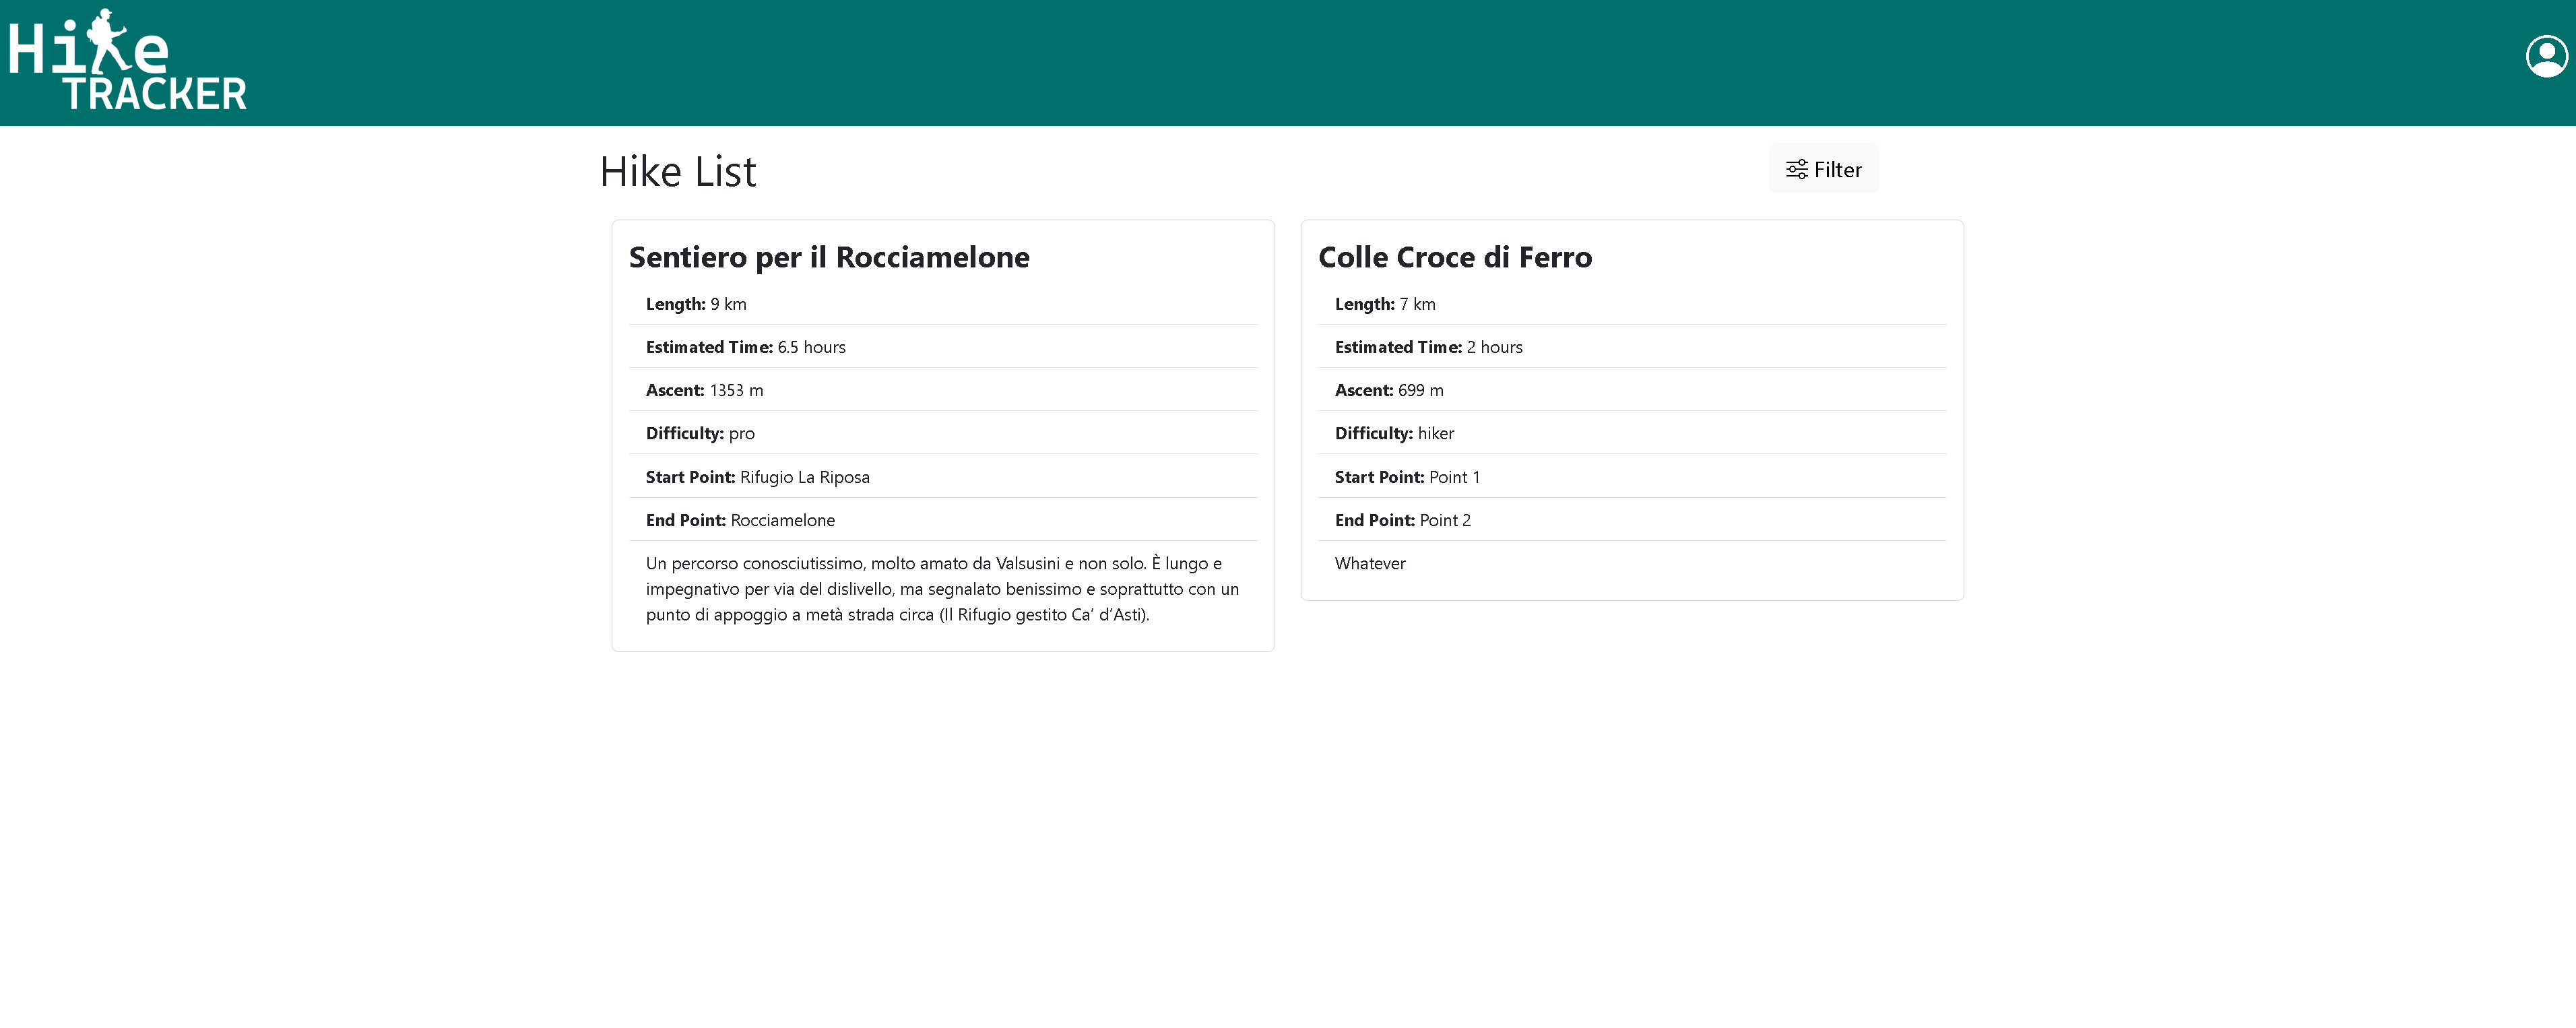 Hike
TRACKER
Hike List
Filter
Sentiero per il Rocciamelone
Length: 9 km
Estimated Time: 6.5 hours
Ascent: 1353 m
Difficulty: pro
Start Point: Rifugio La Riposa
End Point: Rocciamelone
Un percorso conosciutissimo, molto amato da Valsusini e non solo. È lungo e
impegnativo per via del dislivello, ma segnalato benissimo e soprattutto con un
punto di appoggio a metà strada circa (Il Rifugio gestito Ca’ d’Asti).
Colle Croce di Ferro
Length: 7 km
Estimated Time: 2 hours
Ascent: 699 m
Difficulty: hiker
Start Point: Point 1
End Point: Point 2
Whatever